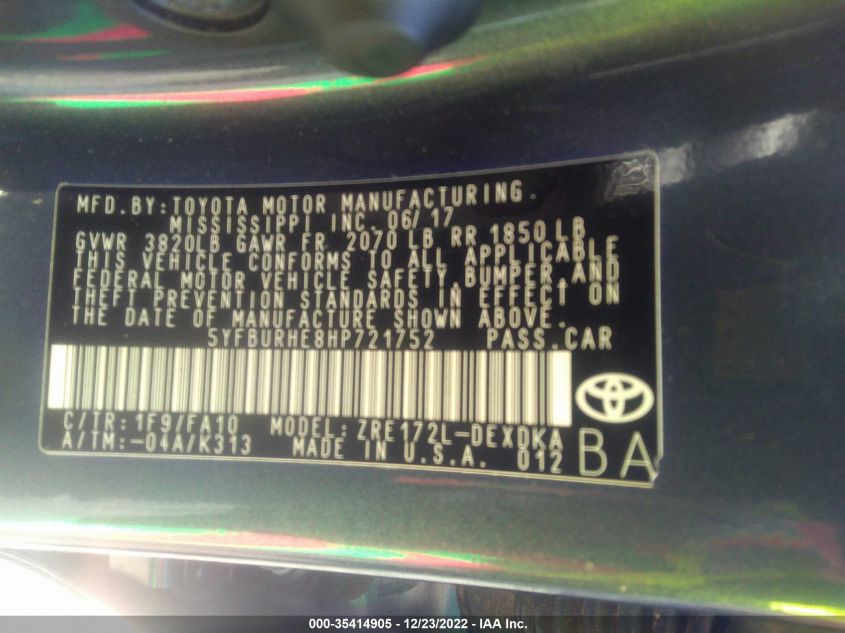 MFD.BY:TOYOTA MOTOR MANUFACTURING
MISSISSIPPI INC. 06/17
GVWR 3820LB GAWR FR 2070 LB RR 1850 LB
THIS VEHICLE CONFORMS TO ALL APPLICABLE
FEDERAL MOTOR VEHICLE SAFETY,BUMPER,AND
THEFT PREVENTION STANDARDS IN EFFECT ON
THE DATE OF MANUFACTURE SHOWN ABOVE.
5YFBURHE8HP721752 PASS.CAR
C/TR:1F9/FA10 MODEL:ZRE172L-DEXDKA
A/TM:-04A/K313 MADE IN U.S.A. 012
BA
000-35414905 - 12/23/2022 - IAA Inc.